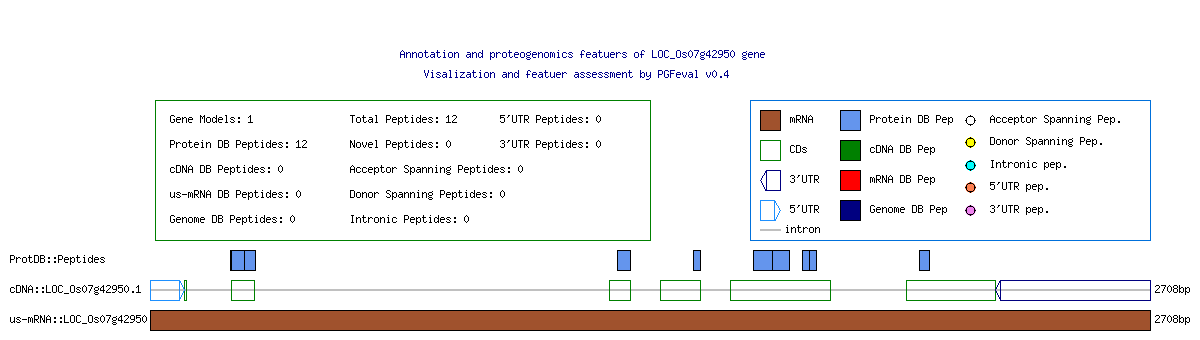 Annotation and proteogenomics featuers of LOC_Os07g42950 gene
Visalization and featuer assessment by PGFeval v0.4
Gene Models: 1 Total Peptides: 12 5'UTR Peptides: 0
Protein DB Peptides: 12 Novel Peptides: 0 3'UTR Peptides: 0
cDNA DB Peptides: 0 Acceptor Spanning Peptides: 0
us-mRNA DB Peptides: 0 Donor Spanning Peptides: 0
Genome DB Peptides: 0 Intronic Peptides: 0
mRNA Protein DB Pep Acceptor Spanning Pep.
CDs cDNA DB Pep Donor Spanning Pep.
3'UTR mRNA DB Pep Intronic pep.
5'UTR Genome DB Pep 5'UTR pep.
intron 3'UTR pep.
ProtDB::Peptides
cDNA::LOC_Os07g42950.1 2708bp
us-mRNA::LOC_Os07g42950 2708bp